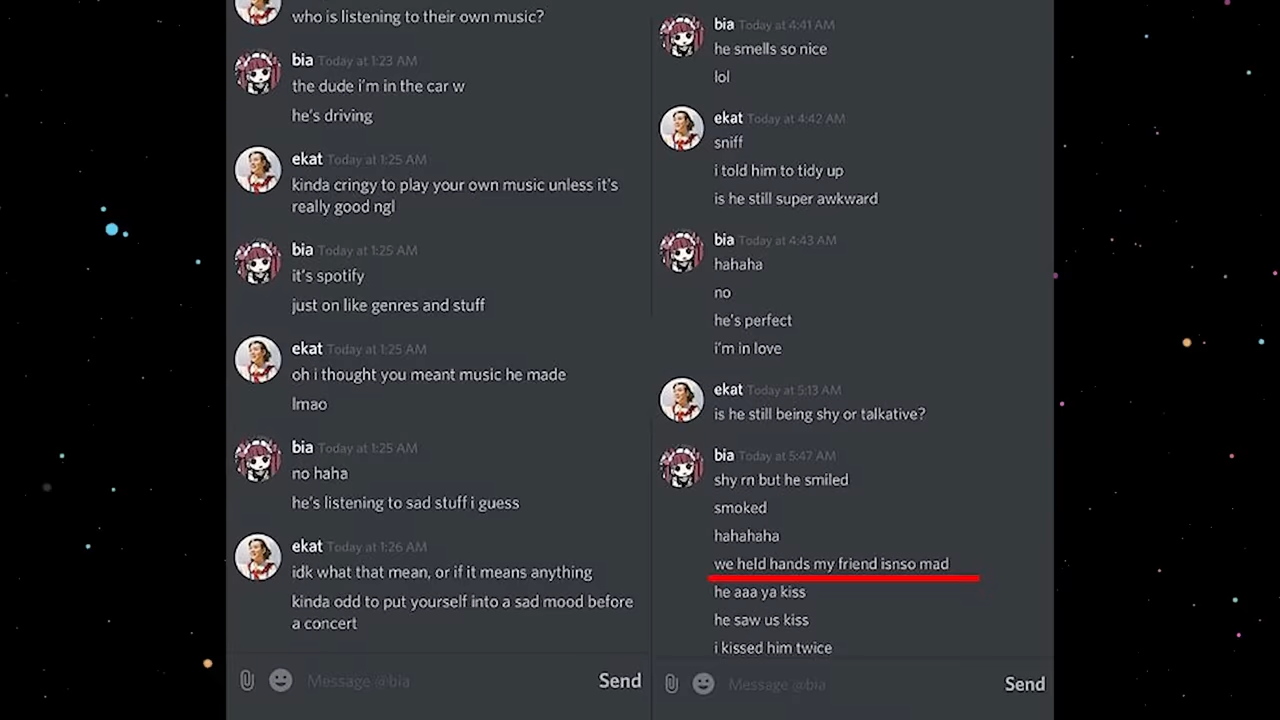 who is listening to their own music?
bia Today at 1:23 AM
the dude i'm in the car w
he's driving
ekat Today at 1:25 AM
kinda cringy to play your own music unless it's
really good ngl
bia Today at 1:25 AM
it's spotify
just on like genres and stuff
ekat Today at 1:25 AM
oh i thought you meant music he made
lmao
bia Today at 1:25 AM
no haha
he's listening to sad stuff i guess
ekat Today at 1:26 AM
idk what that mean, or if it means anything
kinda odd to put yourself into a sad mood before
a concert
Message @bia
Send
bia Today at 4:41 AM
he smells so nice
lol
ekat Today at 4:42 AM
sniff
i told him to tidy up
is he still super awkward
bia Today at 4:43 AM
hahaha
no
he's perfect
i'm in love
ekat Today at 5:13 AM
is he still being shy or talkative?
bia Today at 5:47 AM
shy rn but he smiled
smoked
hahahaha
we held hands my friend isnso mad
he aaa ya kiss
he saw us kiss
i kissed him twice
Message @bia
Send